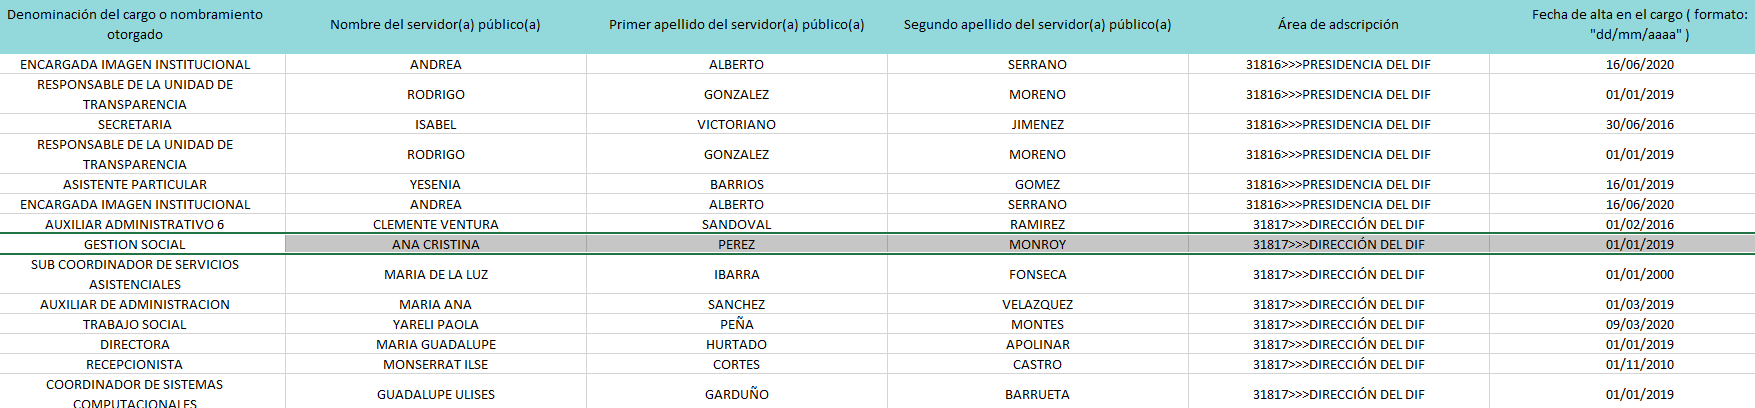 Denominación del cargo o nombramiento otorgado	Nombre del servidor(a) público(a)	Primer apellido del servidor(a) público(a)	Segundo apellido del servidor(a) público(a)	Área de adscripción	Fecha de alta en el cargo ( formato: "dd/mm/aaaa" )
ENCARGADA IMAGEN INSTITUCIONAL	ANDREA	ALBERTO	SERRANO	31816>>>PRESIDENCIA DEL DIF	16/06/2020
RESPONSABLE DE LA UNIDAD DE TRANSPARENCIA	RODRIGO	GONZALEZ	MORENO	31816>>>PRESIDENCIA DEL DIF	01/01/2019
SECRETARIA	ISABEL	VICTORIANO	JIMENEZ	31816>>>PRESIDENCIA DEL DIF	30/06/2016
RESPONSABLE DE LA UNIDAD DE TRANSPARENCIA	RODRIGO	GONZALEZ	MORENO	31816>>>PRESIDENCIA DEL DIF	01/01/2019
ASISTENTE PARTICULAR	YESENIA	BARRIOS	GOMEZ	31816>>>PRESIDENCIA DEL DIF	16/01/2019
ENCARGADA IMAGEN INSTITUCIONAL	ANDREA	ALBERTO	SERRANO	31816>>>PRESIDENCIA DEL DIF	16/06/2020
AUXILIAR ADMINISTRATIVO 6	CLEMENTE VENTURA	SANDOVAL	RAMIREZ	31817>>>DIRECCIÓN DEL DIF	01/02/2016
GESTION SOCIAL	ANA CRISTINA	PEREZ	MONROY	31817>>>DIRECCIÓN DEL DIF	01/01/2019
SUB COORDINADOR DE SERVICIOS ASISTENCIALES	MARIA DE LA LUZ	IBARRA	FONSECA	31817>>>DIRECCIÓN DEL DIF	01/01/2000
AUXILIAR DE ADMINISTRACION	MARIA ANA	SANCHEZ	VELAZQUEZ	31817>>>DIRECCIÓN DEL DIF	01/03/2019
TRABAJO SOCIAL	YARELI PAOLA	PEÑA	MONTES	31817>>>DIRECCIÓN DEL DIF	09/03/2020
DIRECTORA	MARIA GUADALUPE	HURTADO	APOLINAR	31817>>>DIRECCIÓN DEL DIF	01/01/2019
RECEPCIONISTA	MONSERRAT ILSE	CORTES	CASTRO	31817>>>DIRECCIÓN DEL DIF	01/11/2010
COORDINADOR DE SISTEMAS COMPUTACIONALES	GUADALUPE ULISES	GARDUÑO	BARRUETA	31817>>>DIRECCIÓN DEL DIF	01/01/2019